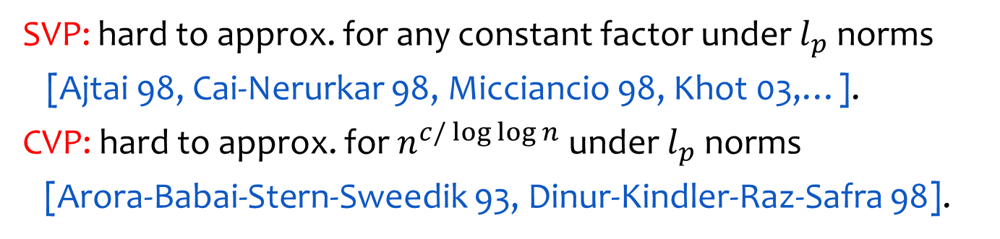 SVP: hard to approx. for any constant factor under l_p norms
[Ajtai 98, Cai-Nerurkar 98, Micciancio 98, Khot 03,… ].
CVP: hard to approx. for n^{c/ log log n} under l_p norms
[Arora-Babai-Stern-Sweedik 93, Dinur-Kindler-Raz-Safra 98].